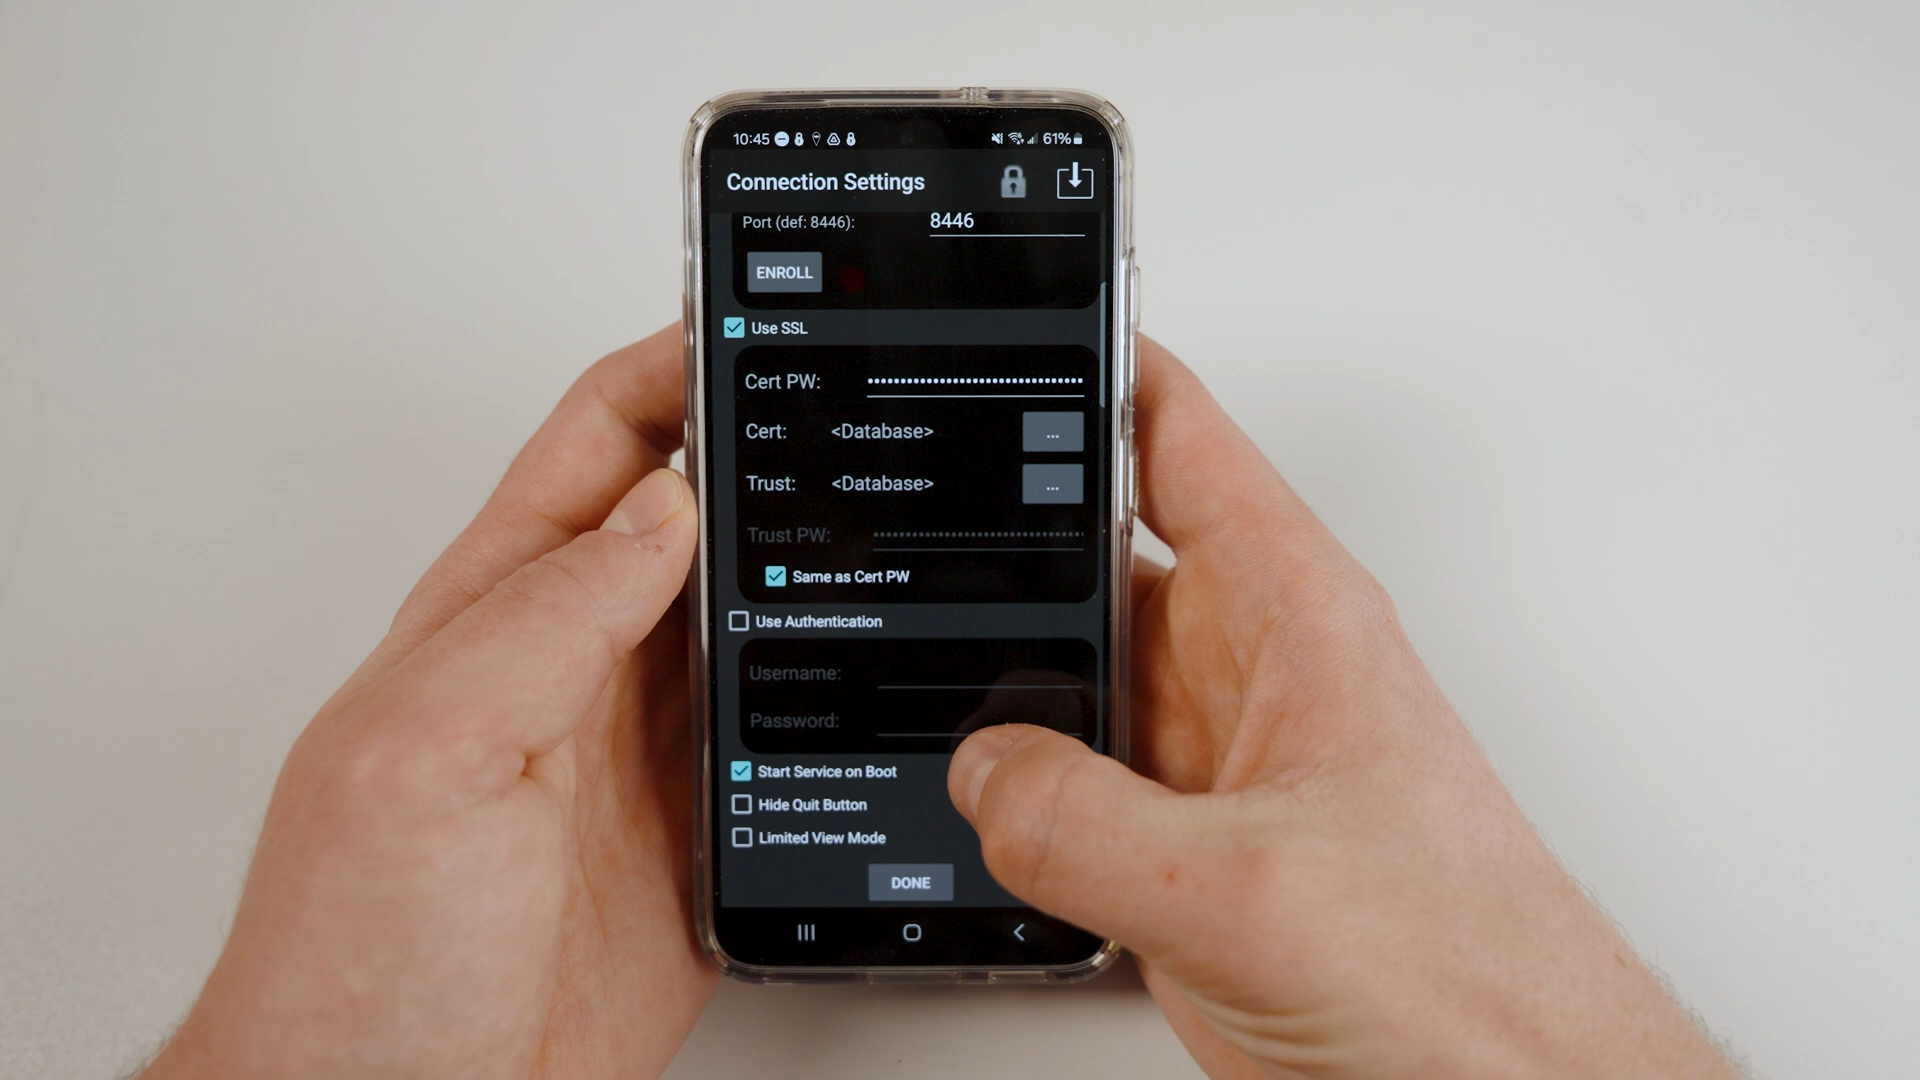 10:45 61%
Connection Settings
Port (def: 8446): 8446
ENROLL
Use SSL
Cert PW: ••••••••••••••••••••••••••••••••
Cert: <Database> ...
Trust: <Database> ...
Trust PW: ••••••••••••••••••••••••••••••••
Same as Cert PW
Use Authentication
Username:
Password:
Start Service on Boot
Hide Quit Button
Limited View Mode
DONE